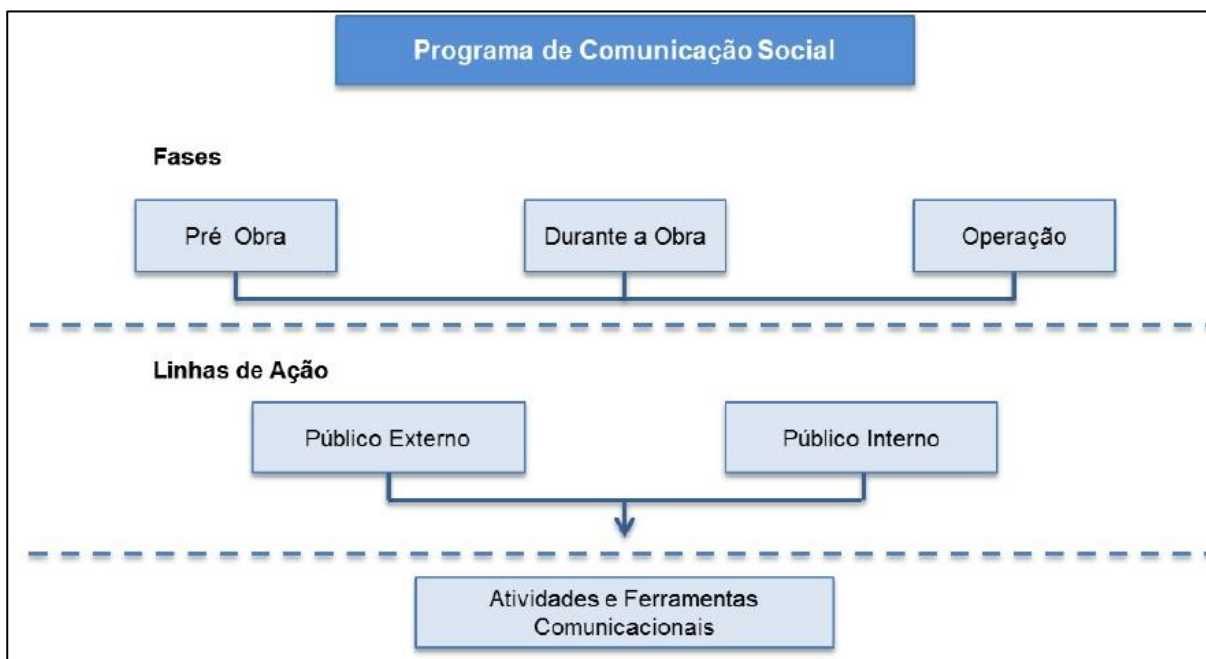 Programa de Comunicação Social
Fases
Pré Obra
Durante a Obra
Operação
Linhas de Ação
Público Externo
Público Interno
Atividades e Ferramentas
Comunicacionais